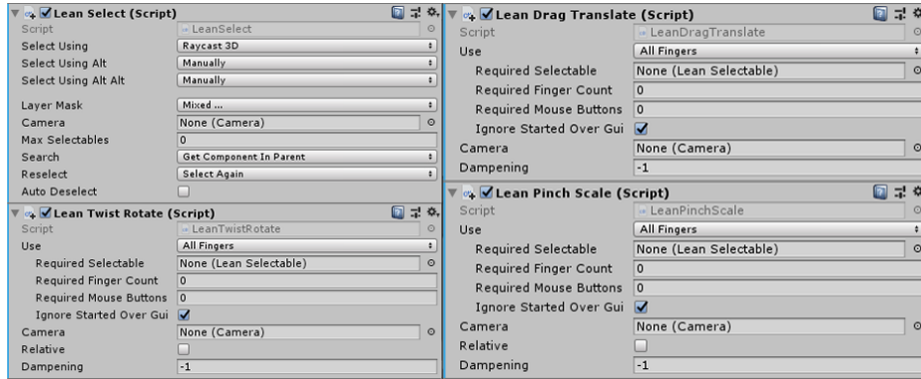 Lean Select (Script)
Script LeanSelect
Select Using Raycast 3D
Select Using Alt Manually
Select Using Alt Alt Manually
Layer Mask Mixed ...
Camera None (Camera)
Max Selectables 0
Search Get Component In Parent
Reselect Select Again
Auto Deselect
Lean Twist Rotate (Script)
Script LeanTwistRotate
Use All Fingers
Required Selectable None (Lean Selectable)
Required Finger Count 0
Required Mouse Buttons 0
Ignore Started Over Gui
Camera None (Camera)
Relative
Dampening -1
Lean Drag Translate (Script)
Script LeanDragTranslate
Use All Fingers
Required Selectable None (Lean Selectable)
Required Finger Count 0
Required Mouse Buttons 0
Ignore Started Over Gui
Camera None (Camera)
Dampening -1
Lean Pinch Scale (Script)
Script LeanPinchScale
Use All Fingers
Required Selectable None (Lean Selectable)
Required Finger Count 0
Required Mouse Buttons 0
Ignore Started Over Gui
Camera None (Camera)
Relative
Dampening -1